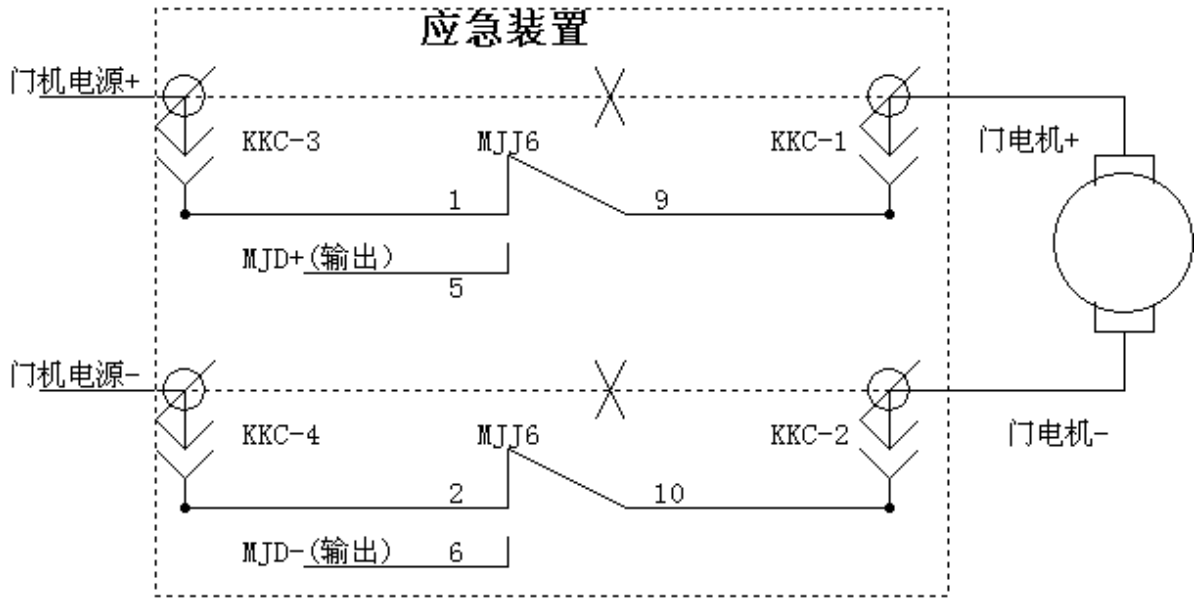 应急装置
门机电源+
KKC-3
MJJ6
KKC-1
门电机+
1
9
MJD+(输出)
5
门机电源-
KKC-4
MJJ6
KKC-2
门电机-
2
10
MJD-(输出)
6